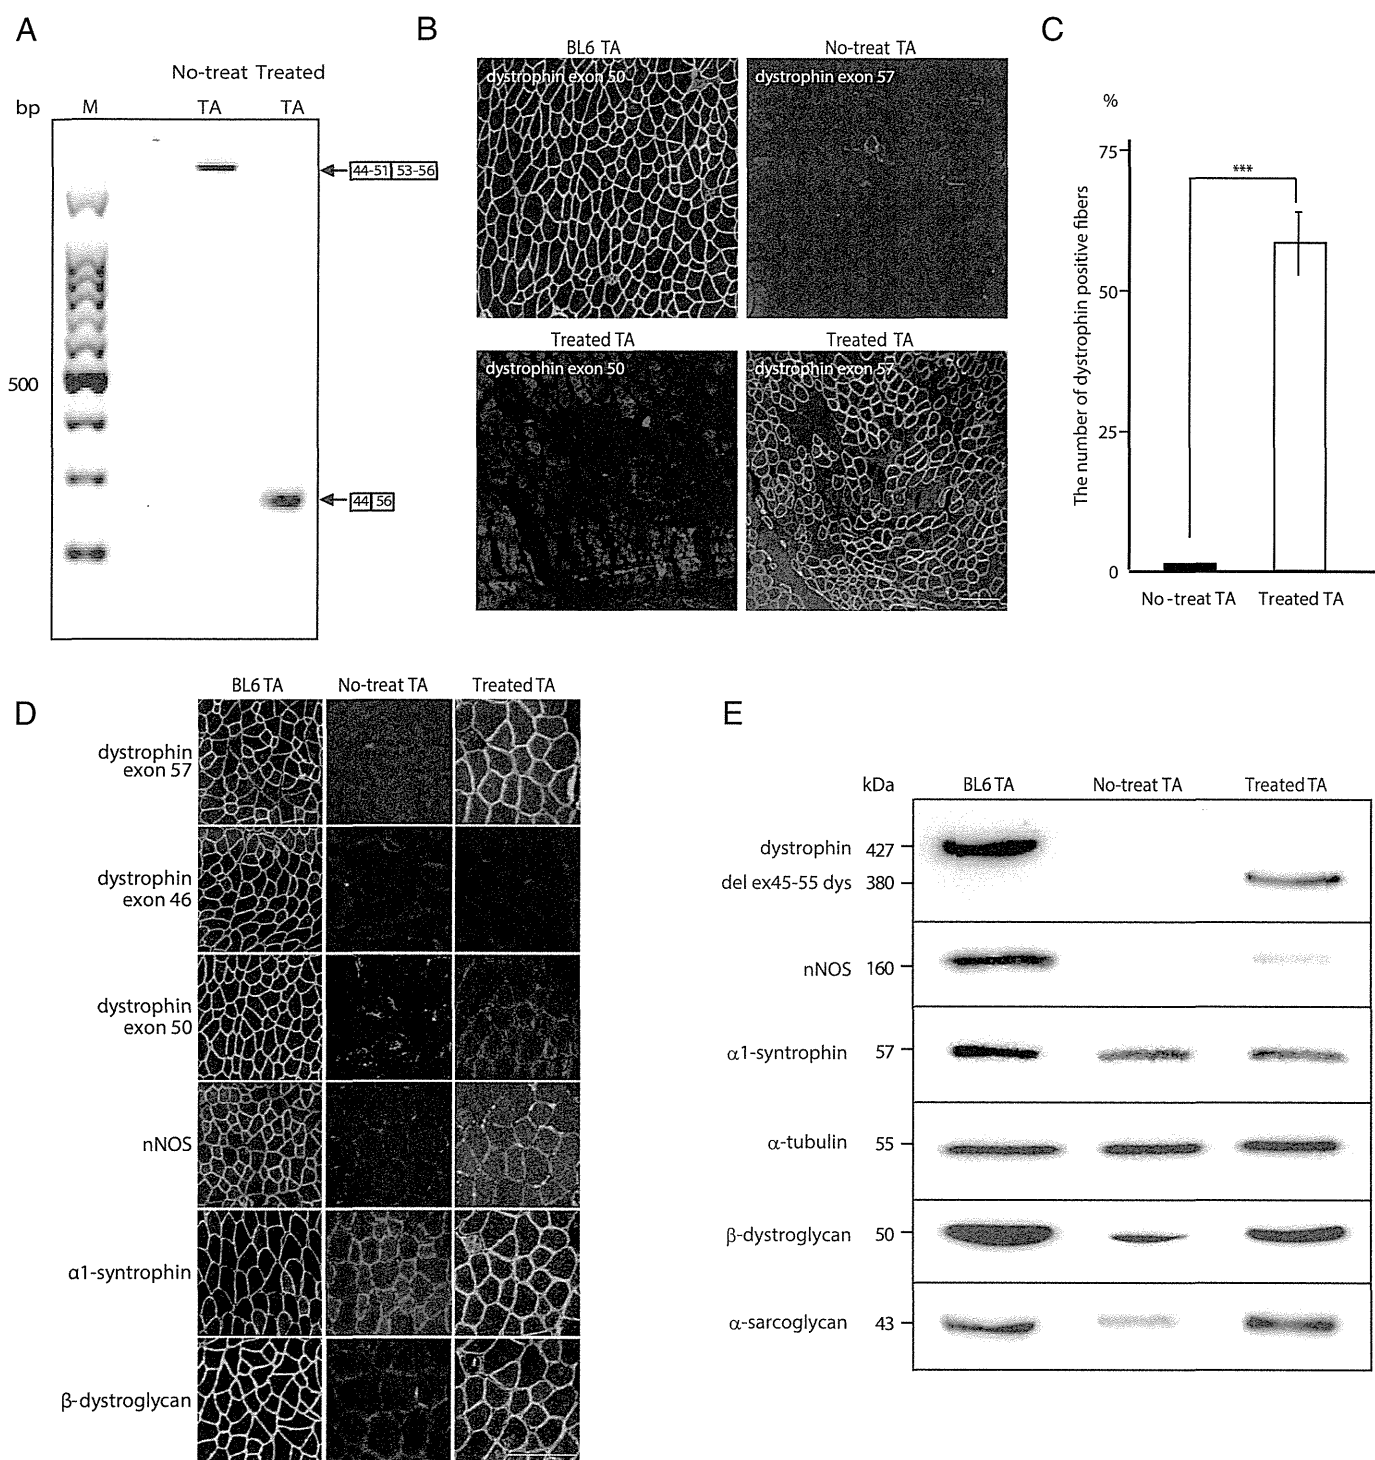 A
No-treat Treated
bp M TA TA
44-51 53-56
500
44 56
B
BL6 TA No-treat TA
dystrophin exon 50 dystrophin exon 57
Treated TA Treated TA
dystrophin exon 50 dystrophin exon 57
C
%
The number of dystrophin positive fibers
75
50
25
0
***
No-treat TA Treated TA
D
BL6 TA No-treat TA Treated TA
dystrophin
exon 57
dystrophin
exon 46
dystrophin
exon 50
nNOS
α1-syntrophin
β-dystroglycan
E
kDa BL6 TA No-treat TA Treated TA
dystrophin 427
del ex45-55 dys 380
nNOS 160
α1-syntrophin 57
α-tubulin 55
β-dystroglycan 50
α-sarcoglycan 43